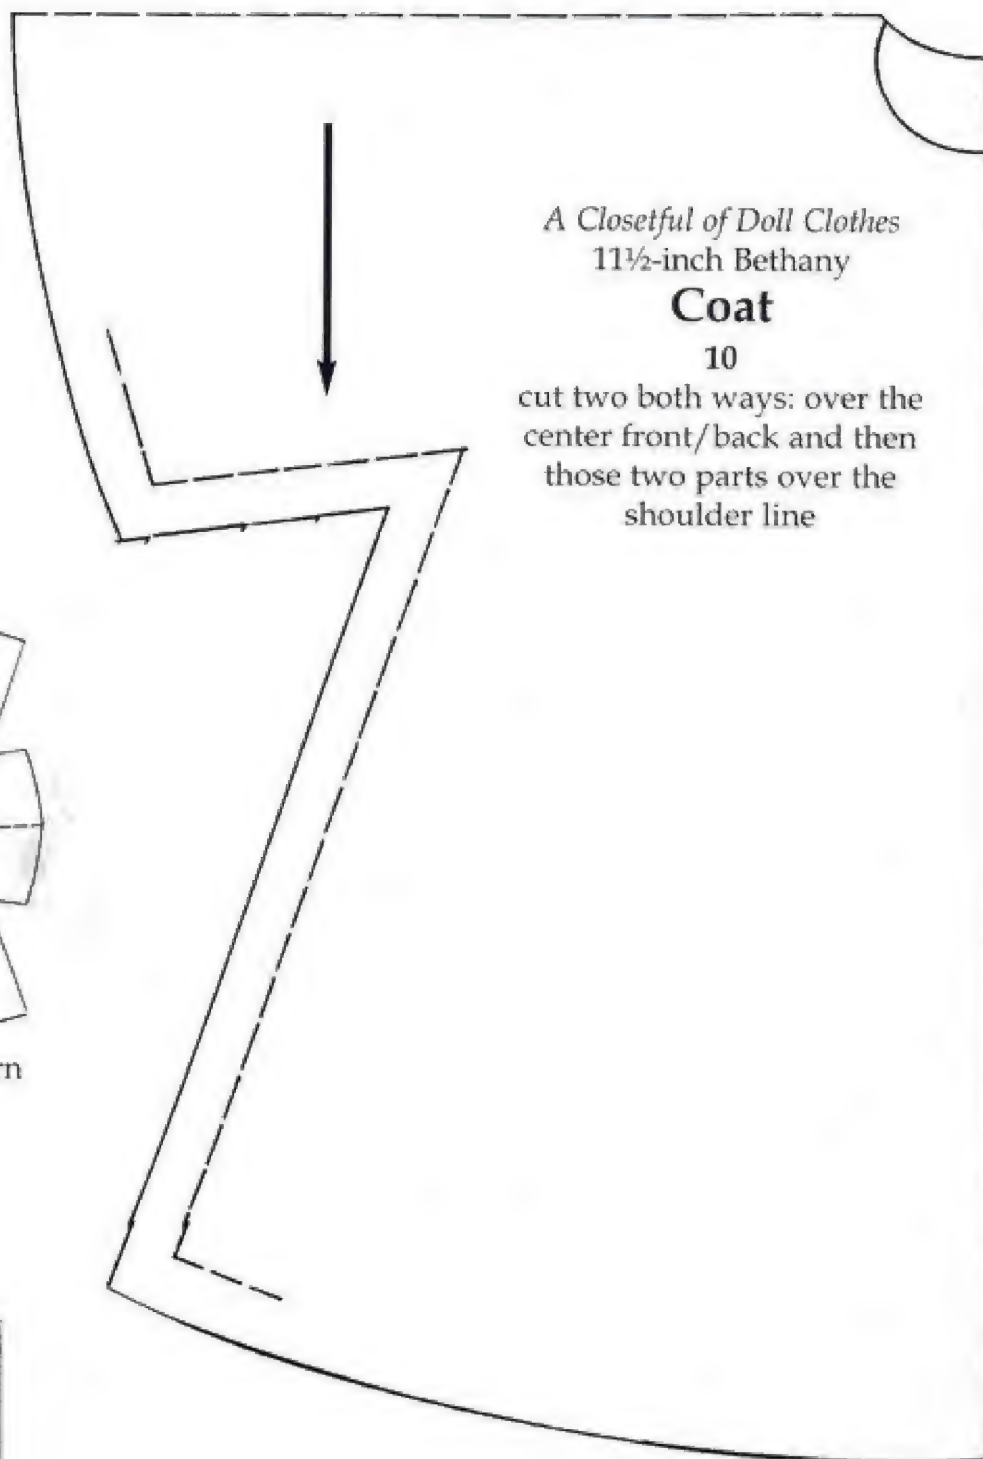 A Closetful of Doll Clothes
11½-inch Bethany
Coat
10
cut two both ways: over the
center front/back and then
those two parts over the
shoulder line